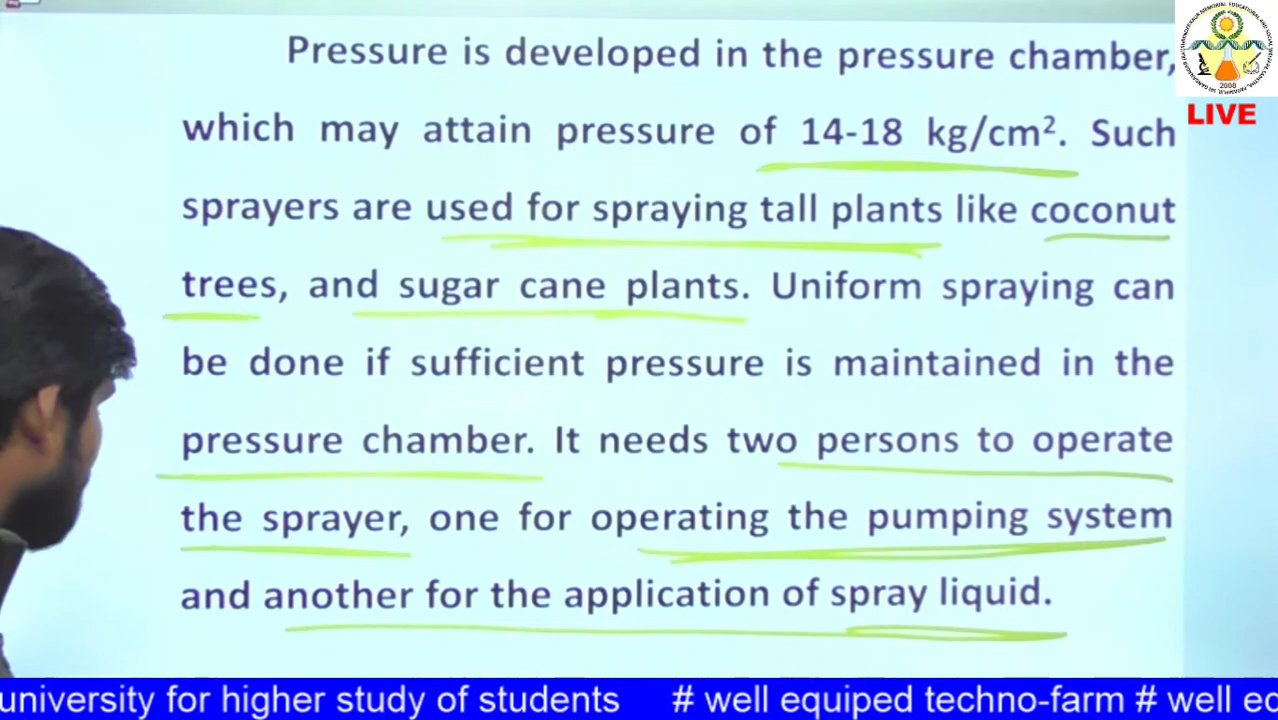 Pressure is developed in the pressure chamber,
which may attain pressure of 14-18 kg/cm². Such
sprayers are used for spraying tall plants like coconut
trees, and sugar cane plants. Uniform spraying can
be done if sufficient pressure is maintained in the
pressure chamber. It needs two persons to operate
the sprayer, one for operating the pumping system
and another for the application of spray liquid.
2008
LIVE
university for higher study of students # well equiped techno-farm # well eq